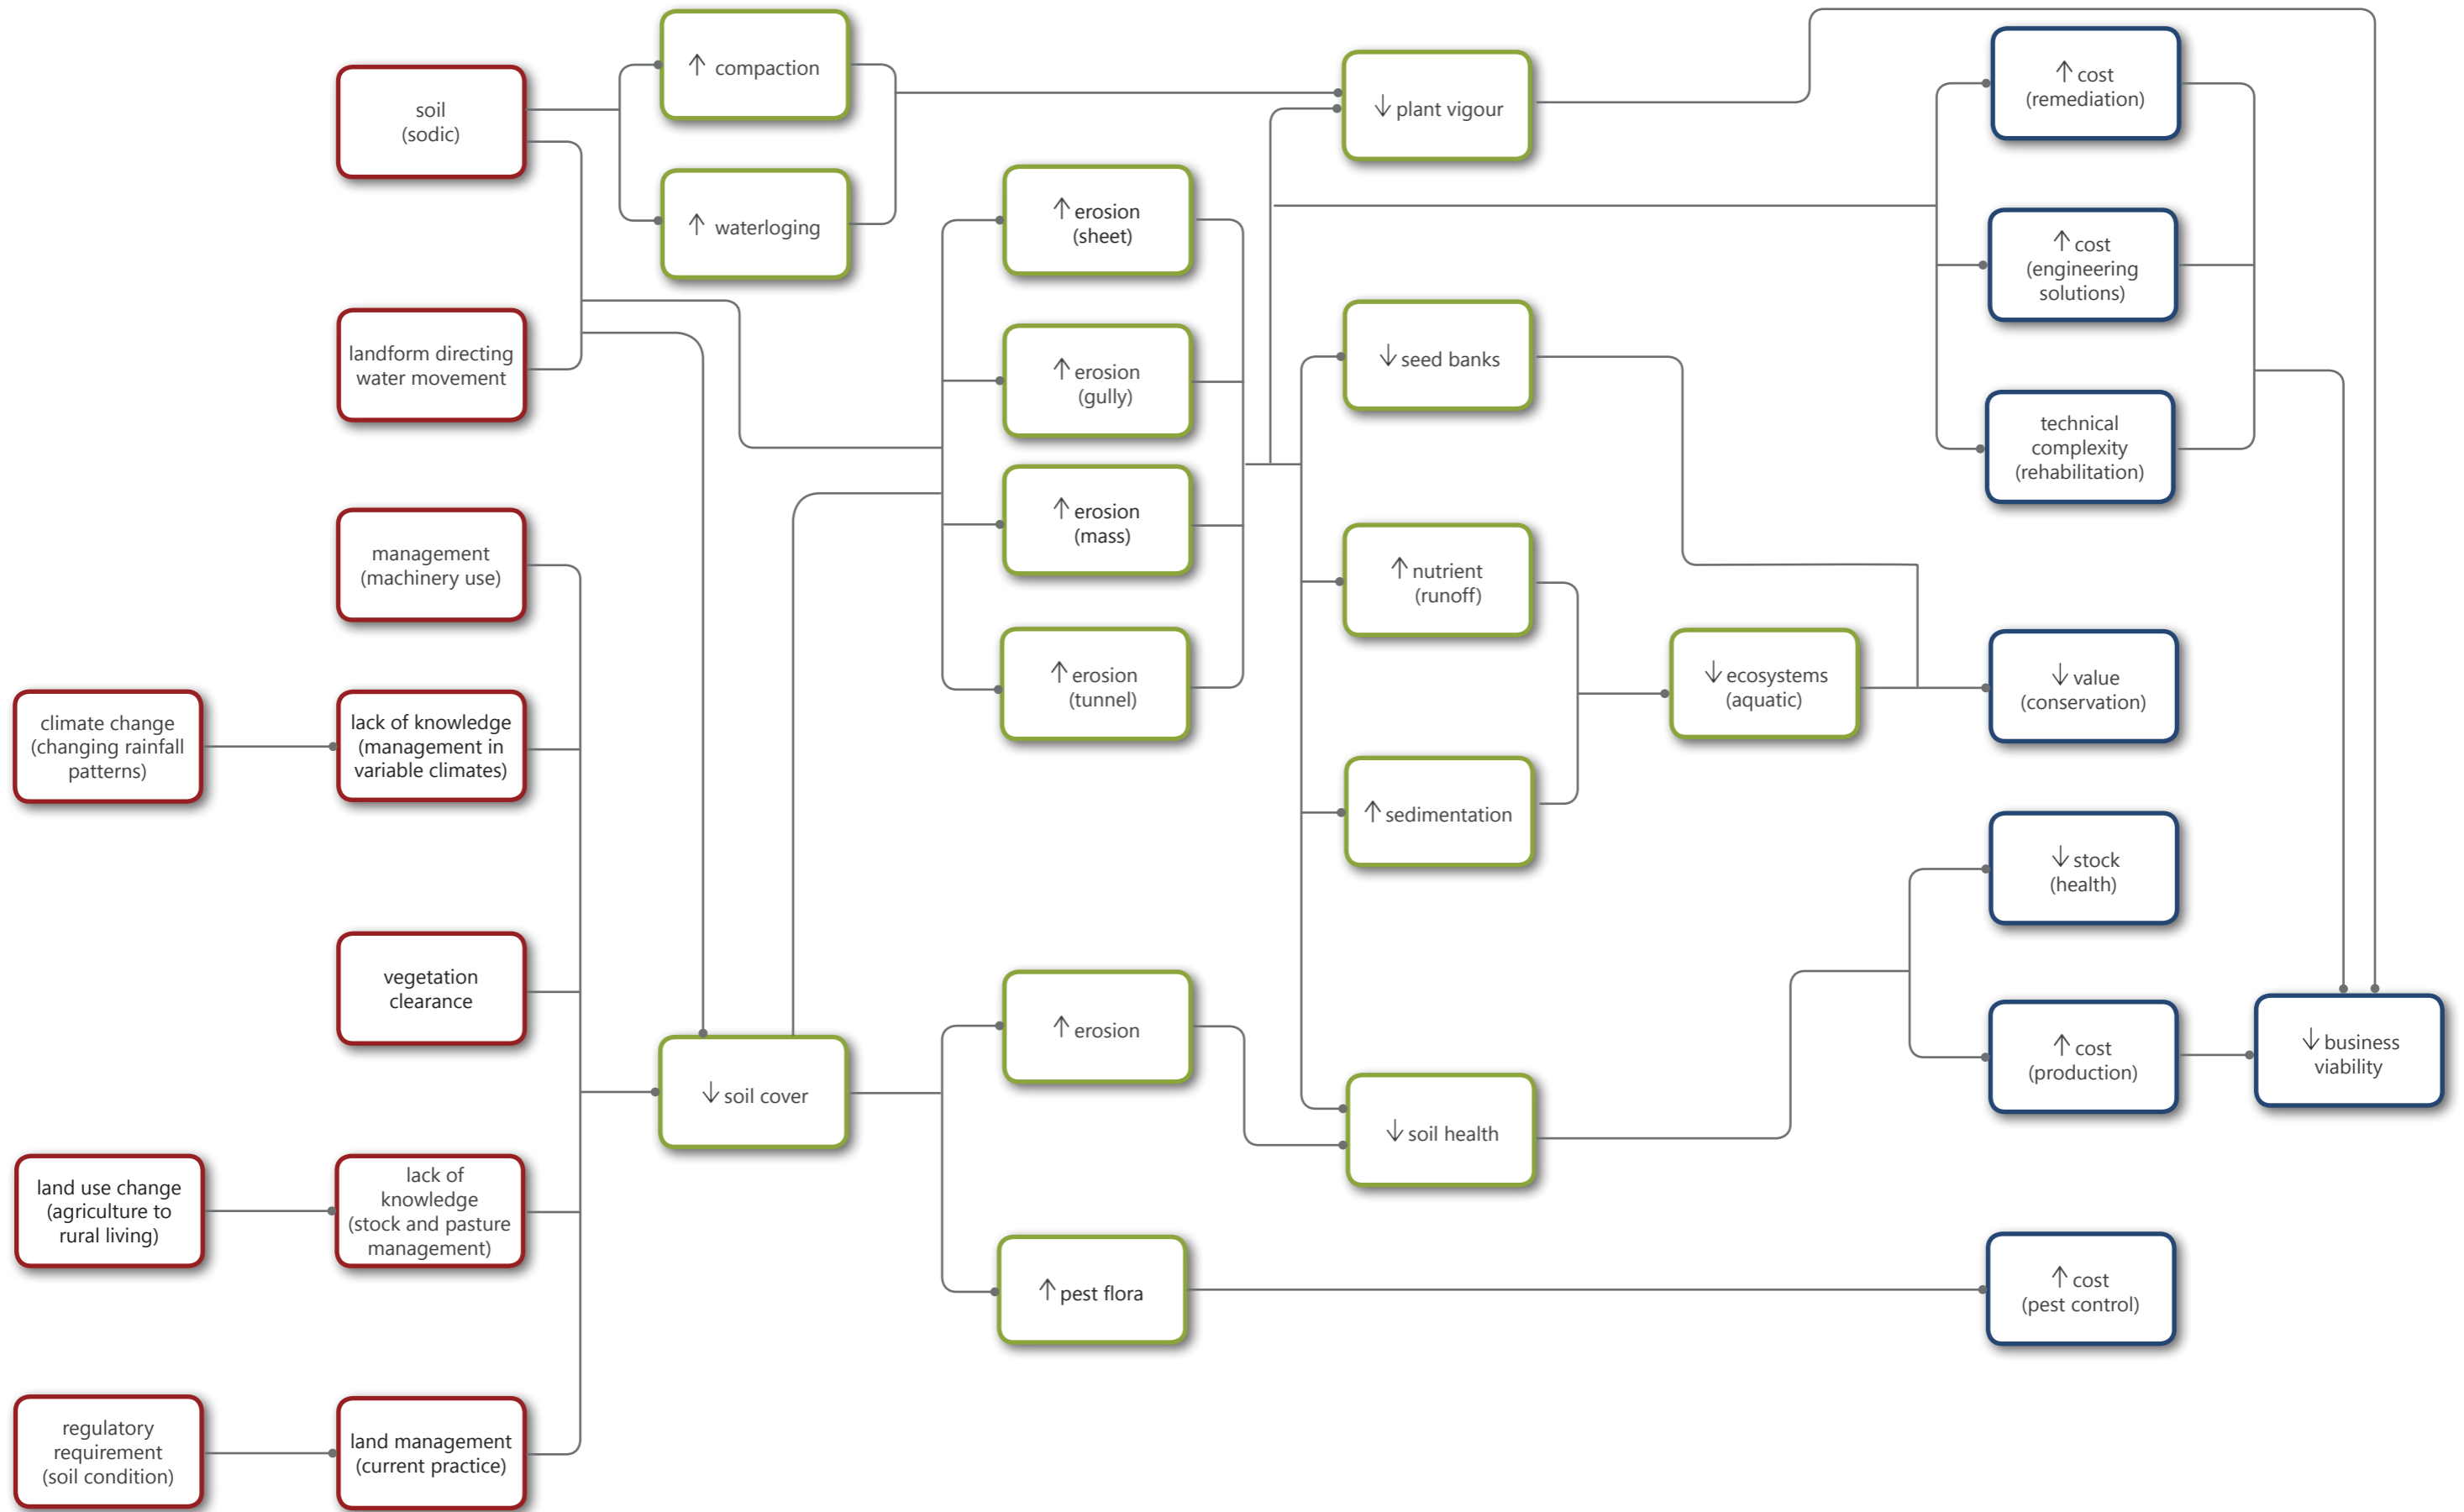 soil
(sodic)
landform directing
water movement
management
(machinery use)
climate change
(changing rainfall
patterns)
lack of knowledge
(management in
variable climates)
vegetation
clearance
land use change
(agriculture to
rural living)
lack of
knowledge
(stock and pasture
management)
regulatory
requirement
(soil condition)
land management
(current practice)
↑ compaction
↑ waterloging
↓ soil cover
↑ erosion
(sheet)
↑ erosion
(gully)
↑ erosion
(mass)
↑ erosion
(tunnel)
↑ erosion
↑ pest flora
↓ plant vigour
↓ seed banks
↑ nutrient
(runoff)
↑ sedimentation
↓ soil health
↓ ecosystems
(aquatic)
↑ cost
(remediation)
↑ cost
(engineering
solutions)
technical
complexity
(rehabilitation)
↓ value
(conservation)
↓ stock
(health)
↑ cost
(production)
↓ business
viability
↑ cost
(pest control)